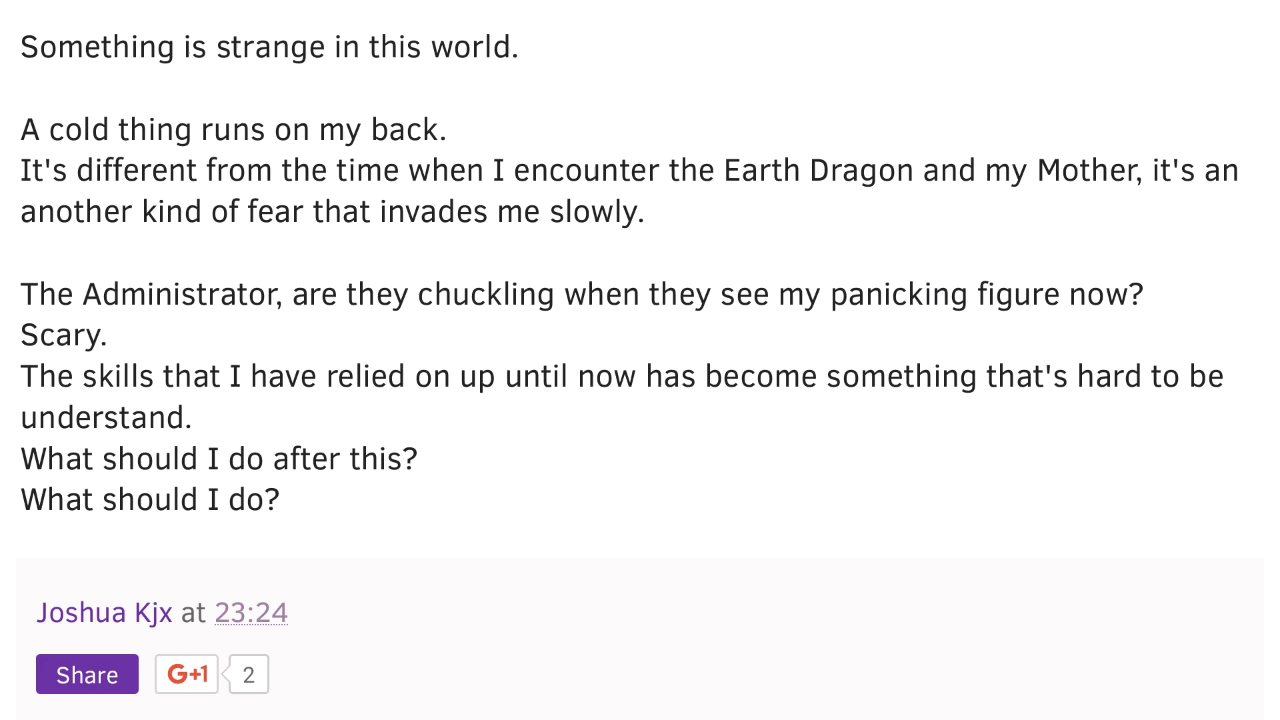 Something is strange in this world.
A cold thing runs on my back.
It's different from the time when I encounter the Earth Dragon and my Mother, it's an
another kind of fear that invades me slowly.
The Administrator, are they chuckling when they see my panicking figure now?
Scary.
The skills that I have relied on up until now has become something that's hard to be
understand.
What should I do after this?
What should I do?
Joshua Kjx at 23:24
Share G+1 2